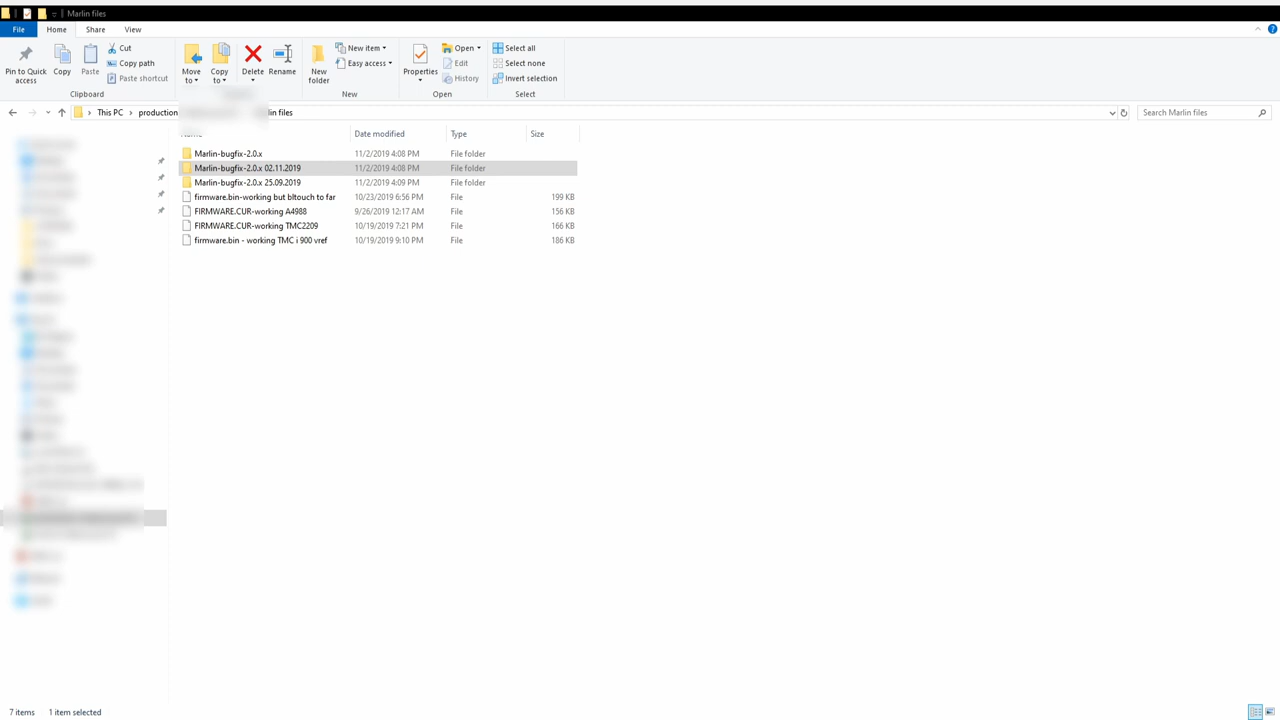 Marlin files
File Home Share View
Pin to Quick access
Copy
Paste
Cut
Copy path
Paste shortcut
Clipboard
Move to
Copy to
Delete
Rename
New folder
New item
Easy access
New
Properties
Open
Edit
History
Open
Select all
Select none
Invert selection
Select
This PC production lin files
Search Marlin files
Date modified Type Size
Marlin-bugfix-2.0.x 11/2/2019 4:08 PM File folder
Marlin-bugfix-2.0.x 02.11.2019 11/2/2019 4:08 PM File folder
Marlin-bugfix-2.0.x 25.09.2019 11/2/2019 4:09 PM File folder
firmware.bin-working but bltouch to far 10/23/2019 6:56 PM File 199 KB
FIRMWARE.CUR-working A4988 9/26/2019 12:17 AM File 156 KB
FIRMWARE.CUR-working TMC2209 10/19/2019 7:21 PM File 166 KB
firmware.bin - working TMC i 900 vref 10/19/2019 9:10 PM File 186 KB
7 items 1 item selected